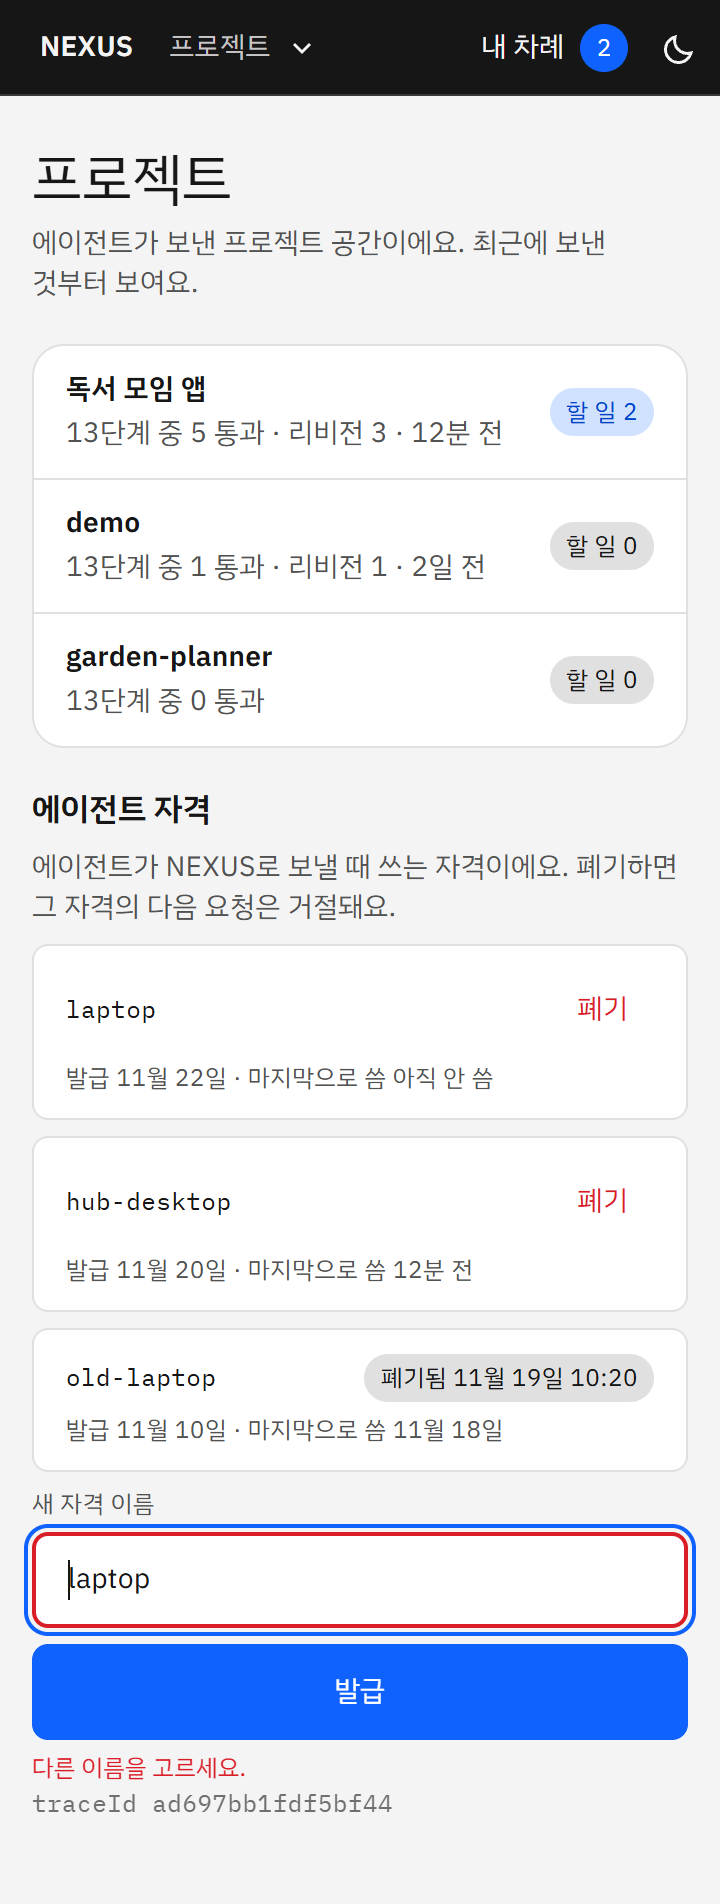 NEXUS 프로젝트 내 차례 2
프로젝트
에이전트가 보낸 프로젝트 공간이에요. 최근에 보낸
것부터 보여요.
독서 모임 앱
13단계 중 5 통과 · 리비전 3 · 12분 전
할 일 2
demo
13단계 중 1 통과 · 리비전 1 · 2일 전
할 일 0
garden-planner
13단계 중 0 통과
할 일 0
에이전트 자격
에이전트가 NEXUS로 보낼 때 쓰는 자격이에요. 폐기하면
그 자격의 다음 요청은 거절돼요.
laptop 폐기
발급 11월 22일 · 마지막으로 씀 아직 안 씀
hub-desktop 폐기
발급 11월 20일 · 마지막으로 씀 12분 전
old-laptop 폐기됨 11월 19일 10:20
발급 11월 10일 · 마지막으로 씀 11월 18일
새 자격 이름
laptop
발급
다른 이름을 고르세요.
traceId ad697bb1fdf5bf44